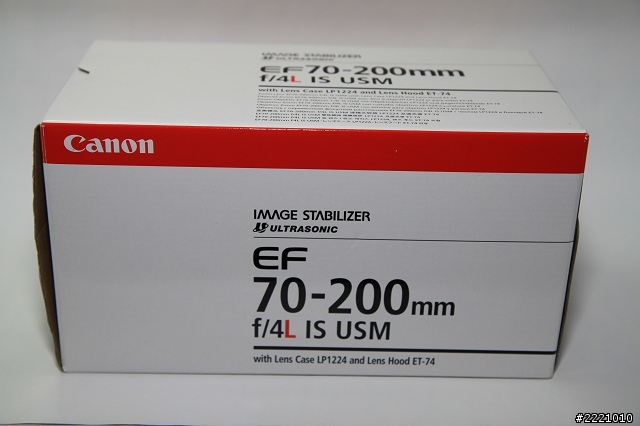 IMAGE STABILIZER
ULTRASONIC
EF70-200mm
f/4L IS USM
with Lens Case LP1224 and Lens Hood ET-74
Canon
IMAGE STABILIZER
ULTRASONIC
EF
70-200mm
f/4L IS USM
with Lens Case LP1224 and Lens Hood ET-74
#2221010